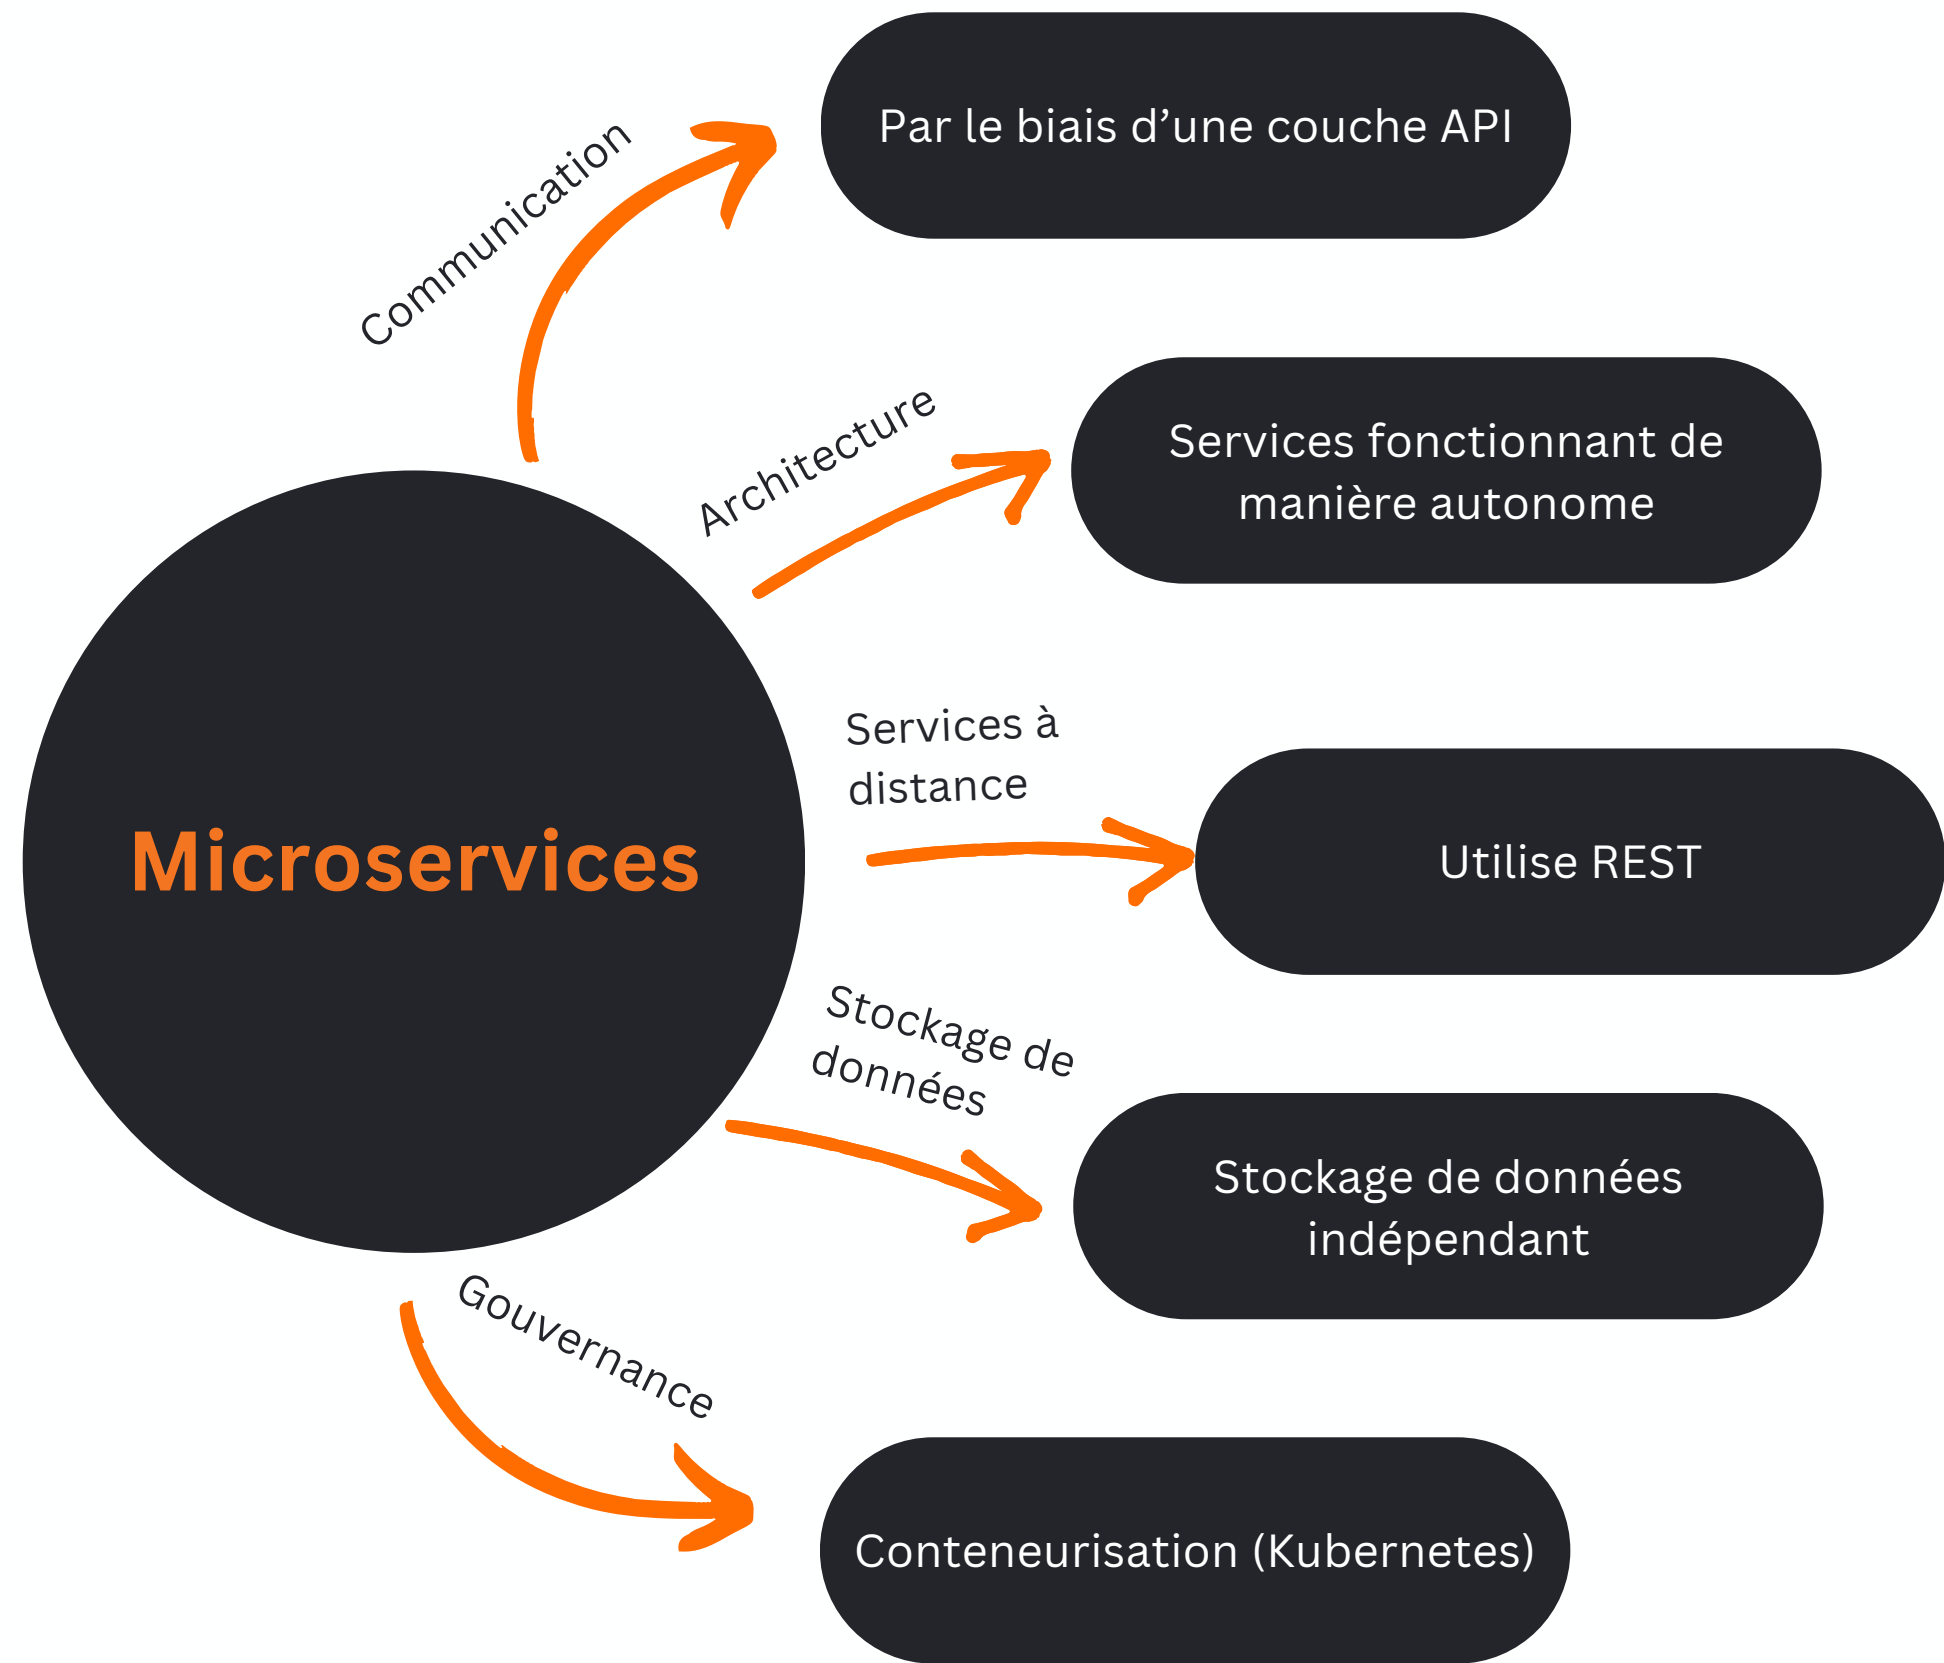 Communication
Par le biais d’une couche API
Architecture
Services fonctionnant de
manière autonome
Microservices
Services à
distance
Utilise REST
Stockage de
données
Stockage de données
indépendant
Gouvernance
Conteneurisation (Kubernetes)